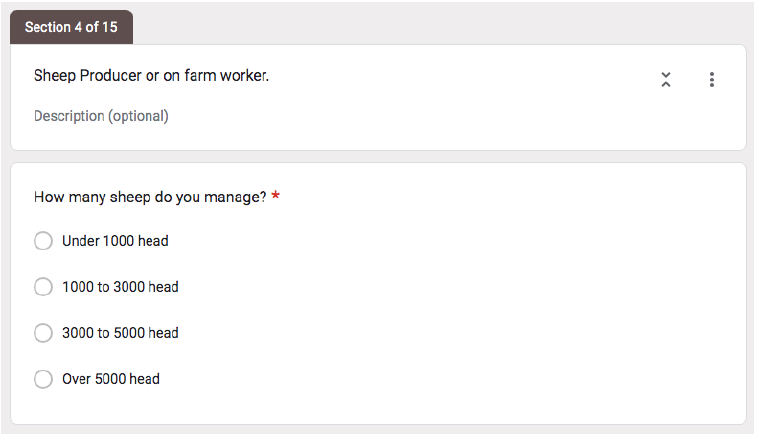 Section 4 of 15
Sheep Producer or on farm worker.
Description (optional)
How many sheep do you manage? *
Under 1000 head
1000 to 3000 head
3000 to 5000 head
Over 5000 head